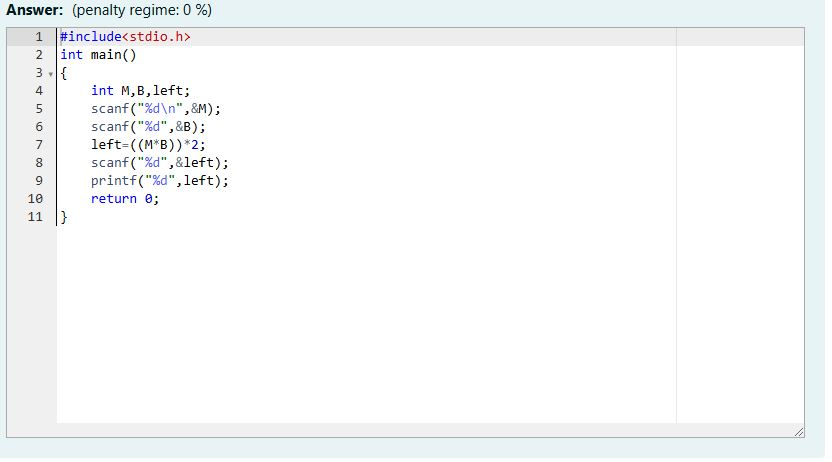 Answer: (penalty regime: 0 %)
1 #include<stdio.h>
2 int main()
3 {
4 int M,B,left;
5 scanf("%d\n",&M);
6 scanf("%d",&B);
7 left=((M*B))*2;
8 scanf("%d",&left);
9 printf("%d",left);
10 return 0;
11 }